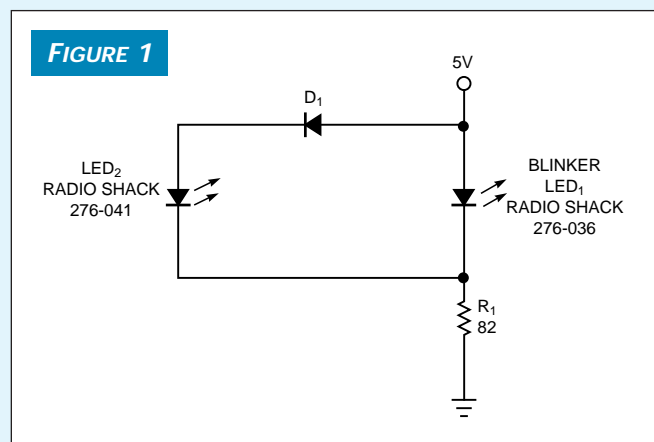 FIGURE 1
5V
D1
LED2
RADIO SHACK
276-041
BLINKER
LED1
RADIO SHACK
276-036
R1
82